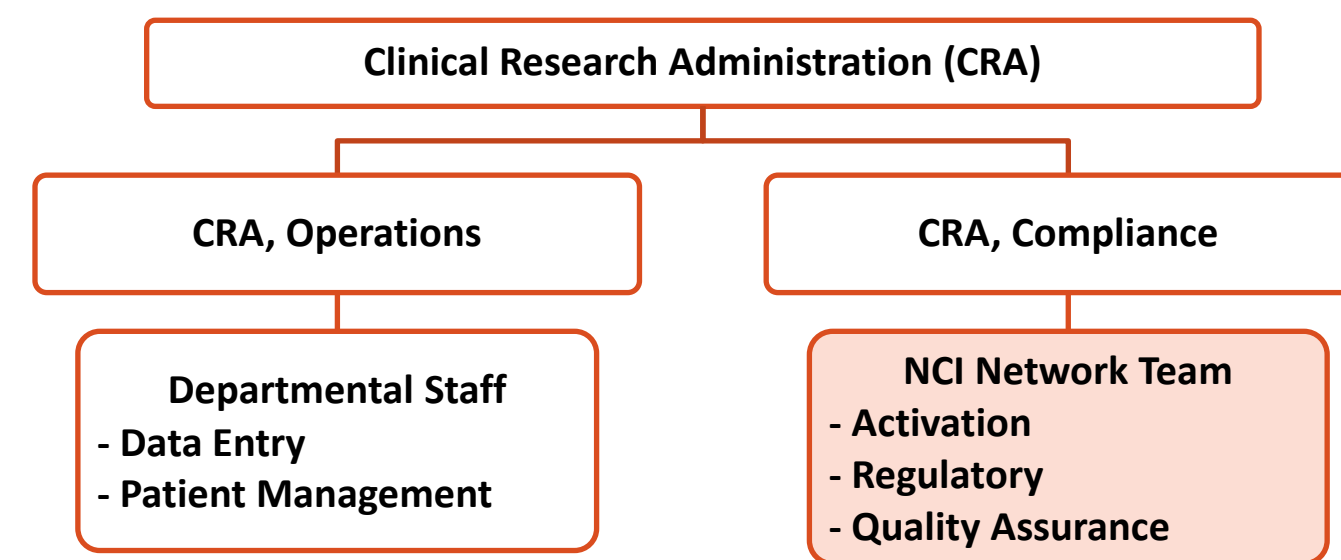 Clinical Research Administration (CRA)
CRA, Operations
CRA, Compliance
Departmental Staff
- Data Entry
- Patient Management
NCI Network Team
- Activation
- Regulatory
- Quality Assurance